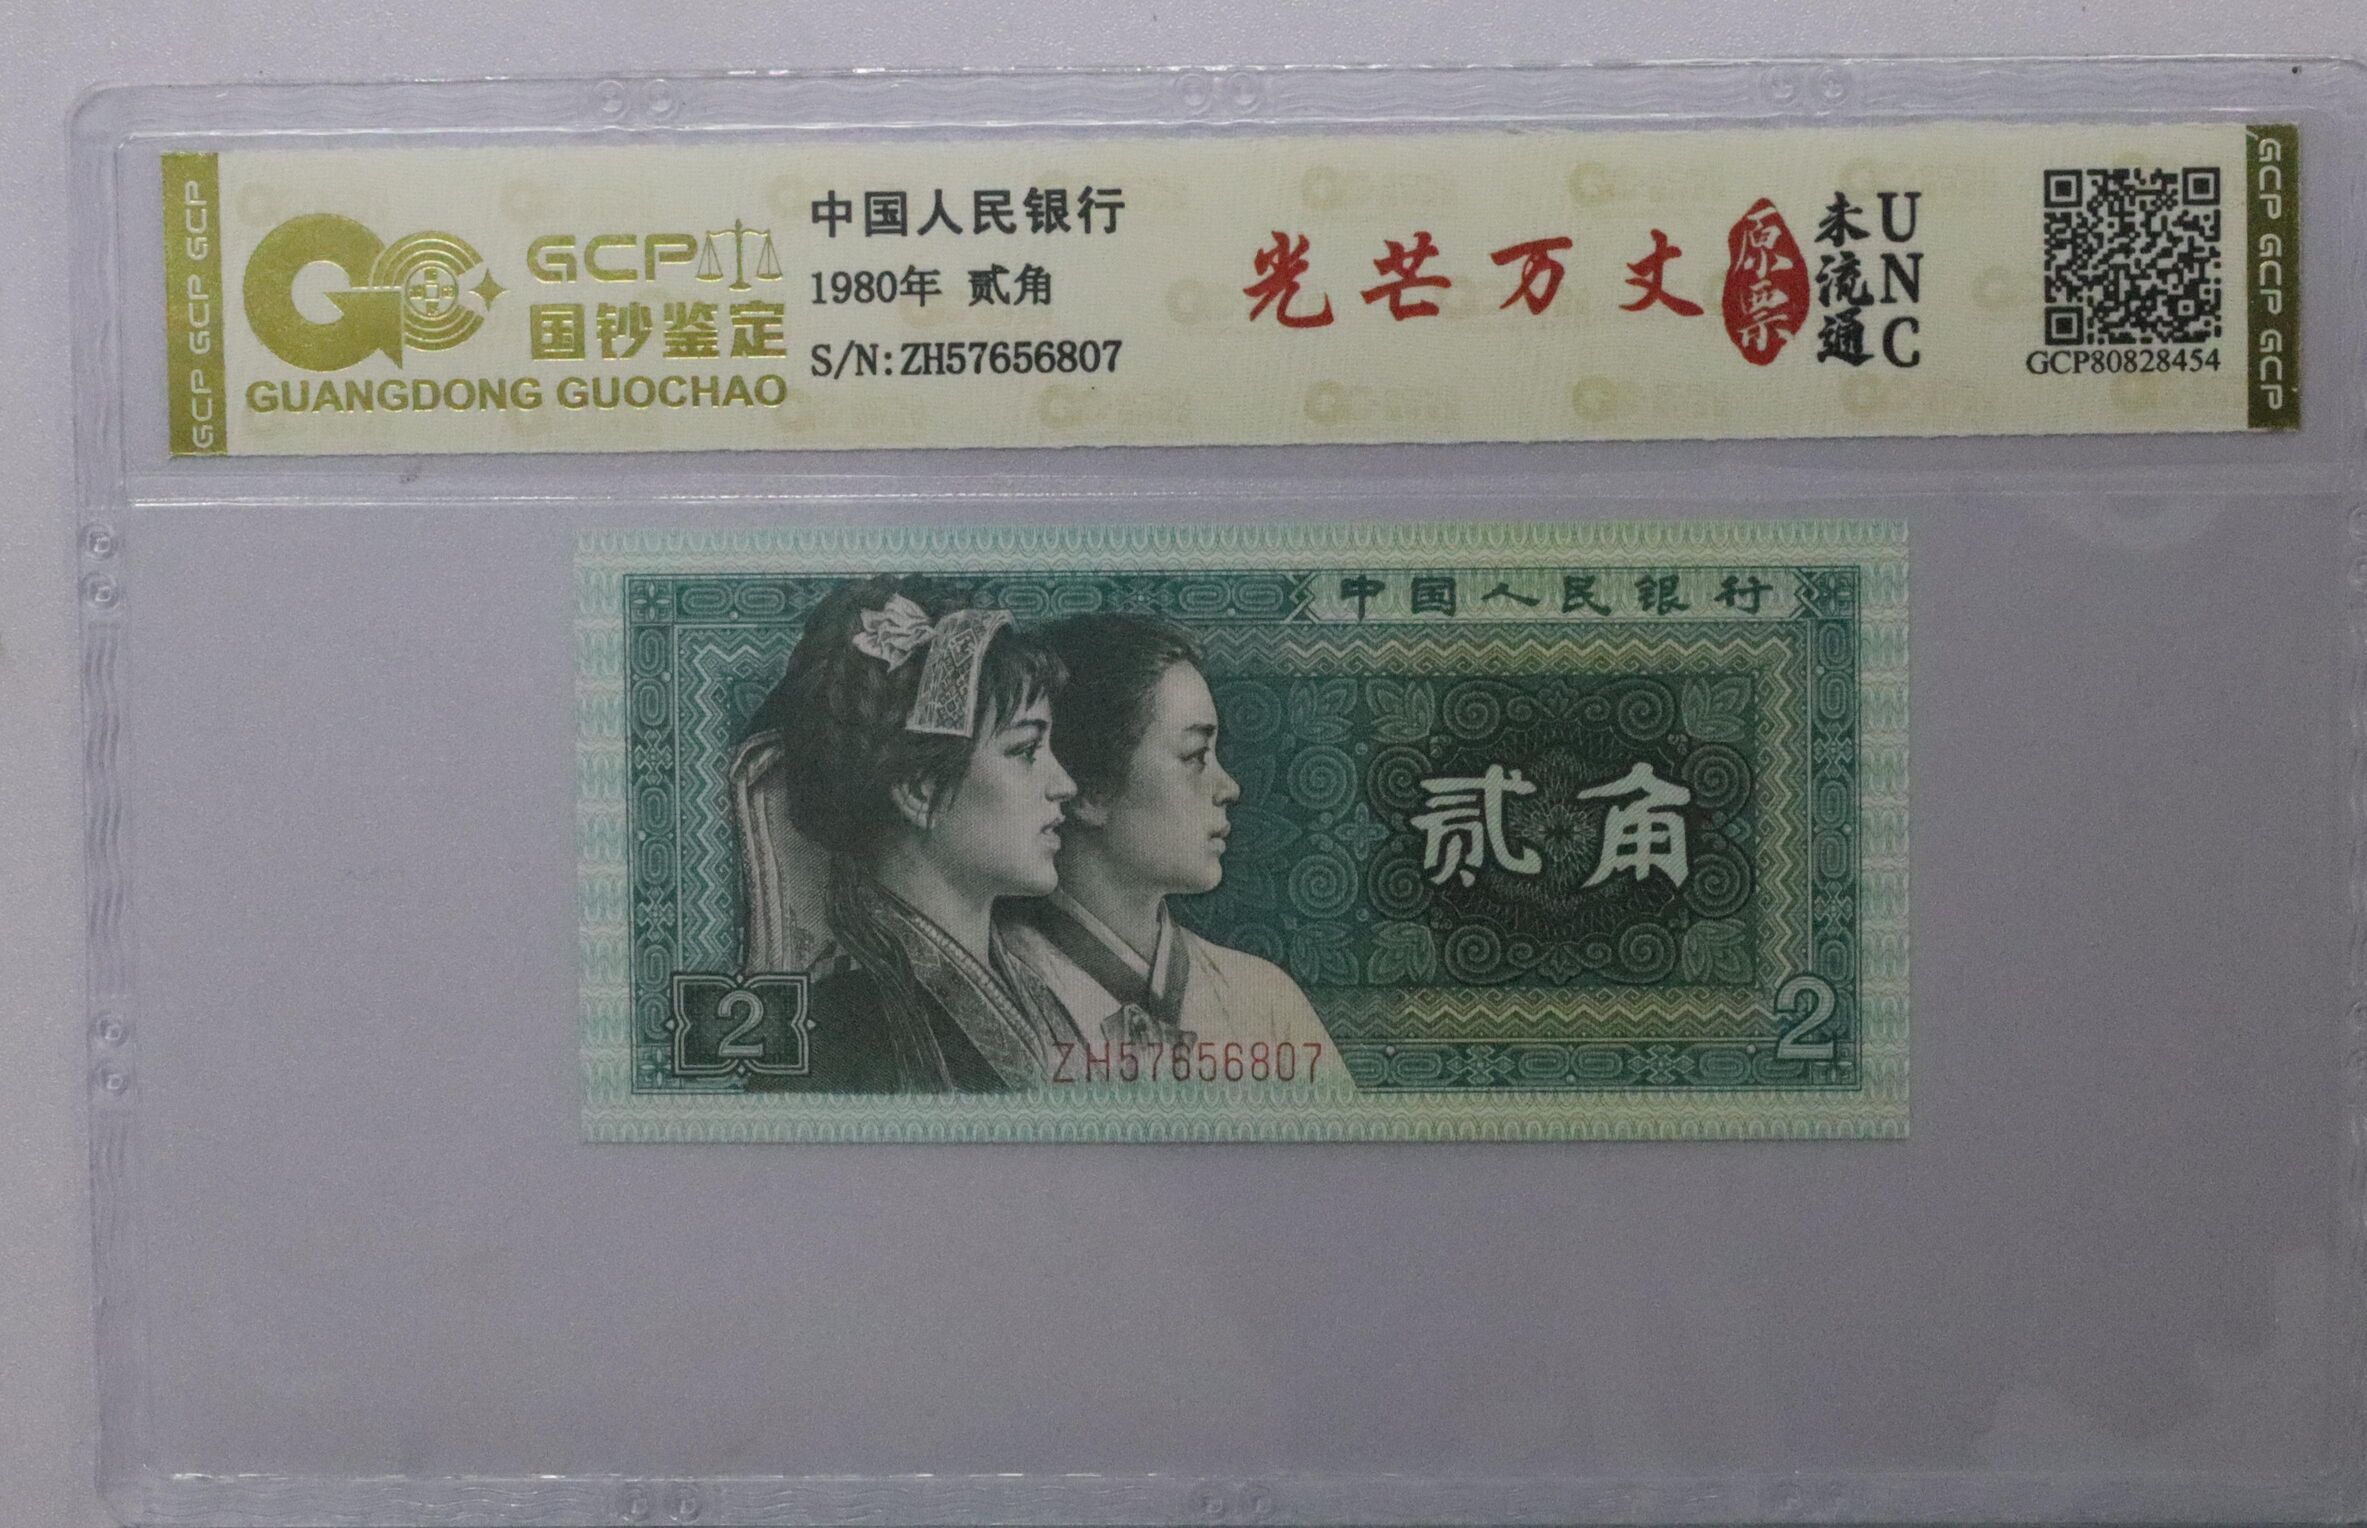 GCP GCP GCP
GCP
国钞鉴定
GUANGDONG GUOCHAO
中国人民银行
1980年 贰角
S/N:ZH57656807
光芒万丈
原票
未流通
UNC
GCP80828454
GCP GCP GCP
中国人民银行
贰角
2
2
ZH57656807